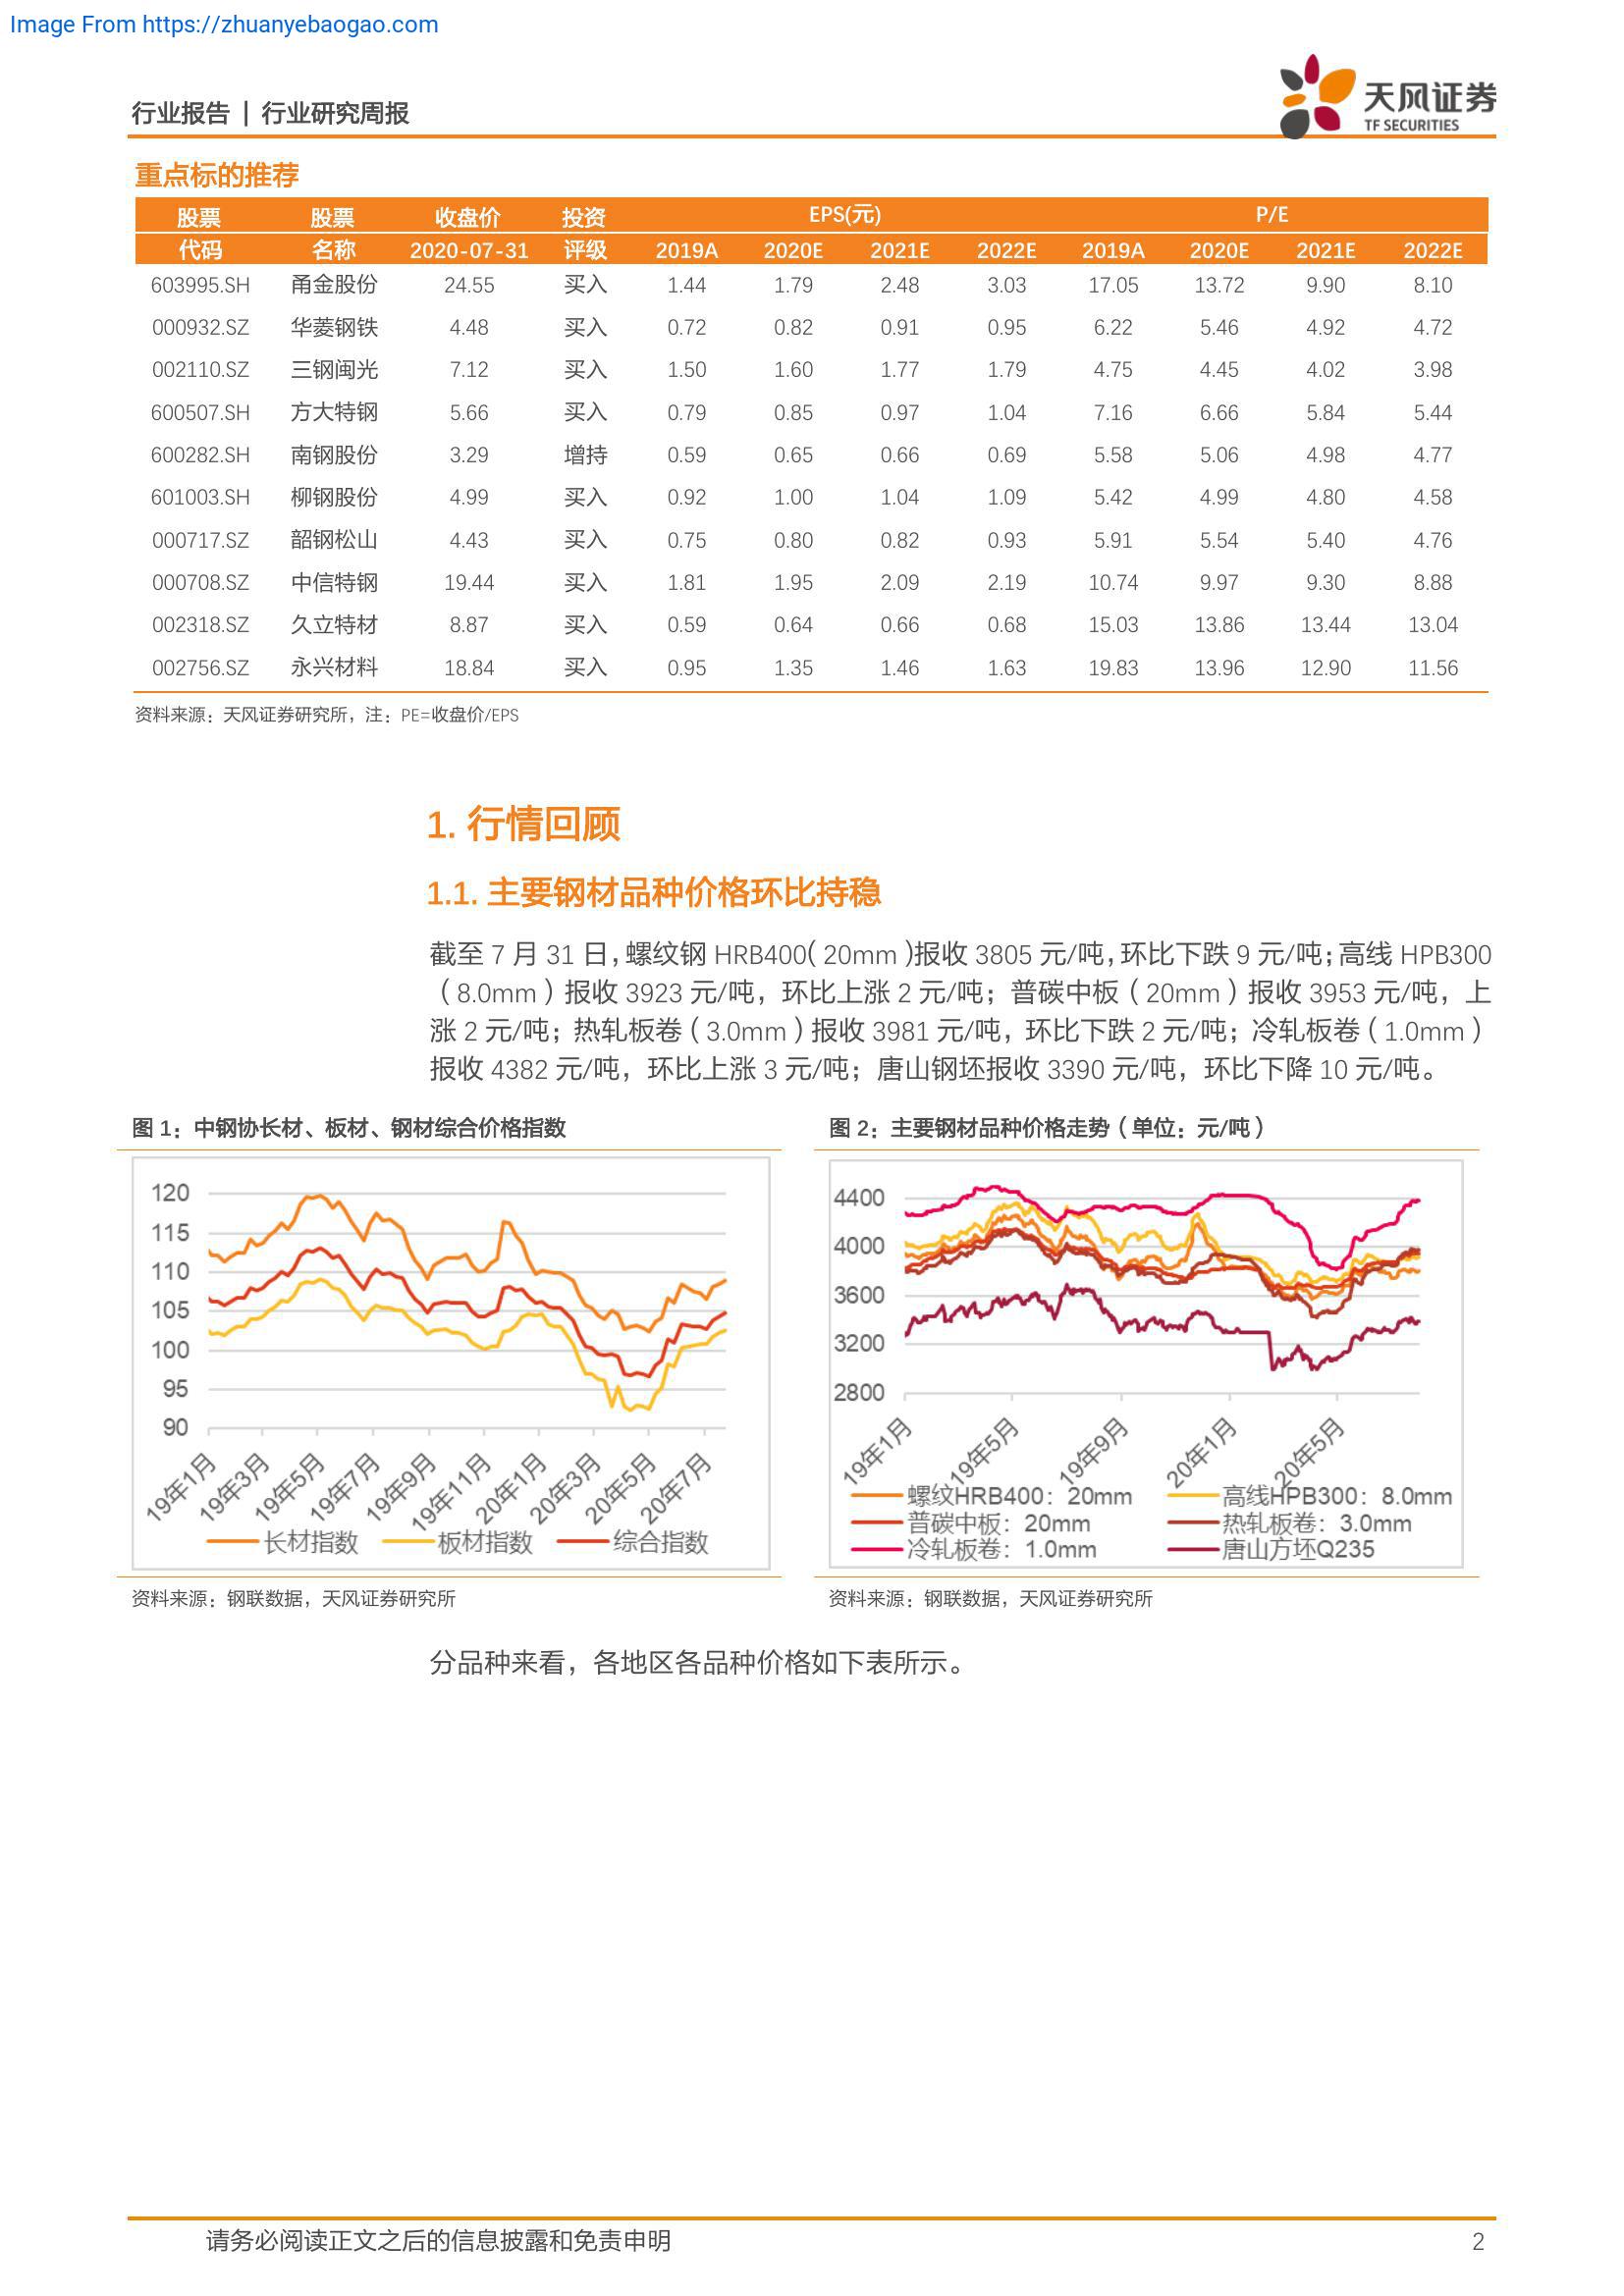 Image From https://zhuanyebaogao.com
行业报告 | 行业研究周报
天风证券
TF SECURITIES
重点标的推荐
股票 股票 收盘价 投资 EPS(元) P/E
代码 名称 2020-07-31 评级 2019A 2020E 2021E 2022E 2019A 2020E 2021E 2022E
603995.SH 甬金股份 24.55 买入 1.44 1.79 2.48 3.03 17.05 13.72 9.90 8.10
000932.SZ 华菱钢铁 4.48 买入 0.72 0.82 0.91 0.95 6.22 5.46 4.92 4.72
002110.SZ 三钢闽光 7.12 买入 1.50 1.60 1.77 1.79 4.75 4.45 4.02 3.98
600507.SH 方大特钢 5.66 买入 0.79 0.85 0.97 1.04 7.16 6.66 5.84 5.44
600282.SH 南钢股份 3.29 增持 0.59 0.65 0.66 0.69 5.58 5.06 4.98 4.77
601003.SH 柳钢股份 4.99 买入 0.92 1.00 1.04 1.09 5.42 4.99 4.80 4.58
000717.SZ 韶钢松山 4.43 买入 0.75 0.80 0.82 0.93 5.91 5.54 5.40 4.76
000708.SZ 中信特钢 19.44 买入 1.81 1.95 2.09 2.19 10.74 9.97 9.30 8.88
002318.SZ 久立特材 8.87 买入 0.59 0.64 0.66 0.68 15.03 13.86 13.44 13.04
002756.SZ 永兴材料 18.84 买入 0.95 1.35 1.46 1.63 19.83 13.96 12.90 11.56
资料来源：天风证券研究所，注：PE=收盘价/EPS
1. 行情回顾
1.1. 主要钢材品种价格环比持稳
截至 7 月 31 日，螺纹钢 HRB400（20mm）报收 3805 元/吨，环比下跌 9 元/吨；高线 HPB300
（8.0mm）报收 3923 元/吨，环比上涨 2 元/吨；普碳中板（20mm）报收 3953 元/吨，上
涨 2 元/吨；热轧板卷（3.0mm）报收 3981 元/吨，环比下跌 2 元/吨；冷轧板卷（1.0mm）
报收 4382 元/吨，环比上涨 3 元/吨；唐山钢坯报收 3390 元/吨，环比下降 10 元/吨。
图 1：中钢协长材、板材、钢材综合价格指数
120
115
110
105
100
95
90
19年1月 19年3月 19年5月 19年7月 19年9月 19年11月 20年1月 20年3月 20年5月 20年7月
长材指数 板材指数 综合指数
资料来源：钢联数据，天风证券研究所
图 2：主要钢材品种价格走势（单位：元/吨）
4400
4000
3600
3200
2800
19年1月 19年5月 19年9月 20年1月 20年5月
螺纹HRB400：20mm 高线HPB300：8.0mm
普碳中板：20mm 热轧板卷：3.0mm
冷轧板卷：1.0mm 唐山方坯Q235
资料来源：钢联数据，天风证券研究所
分品种来看，各地区各品种价格如下表所示。
请务必阅读正文之后的信息披露和免责申明 2